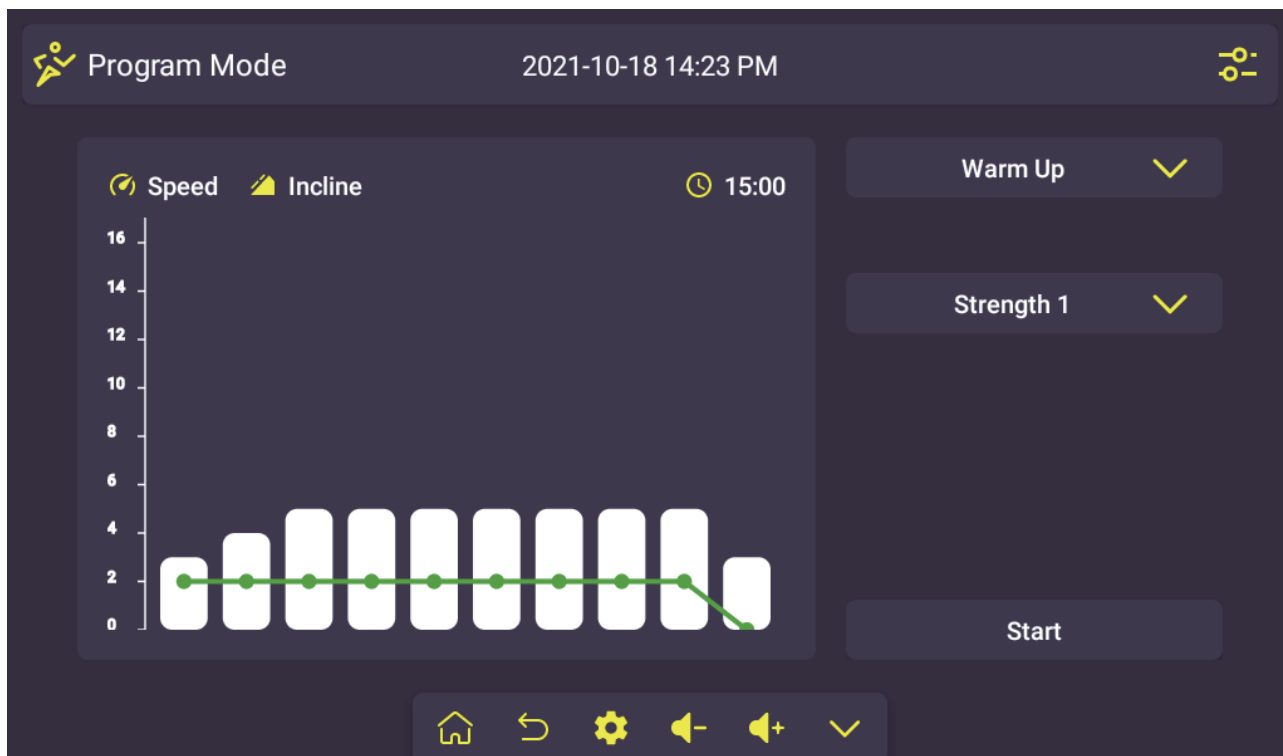 Program Mode 2021-10-18 14:23 PM
Speed Incline 15:00
16
14
12
10
8
6
4
2
0
Warm Up
Strength 1
Start